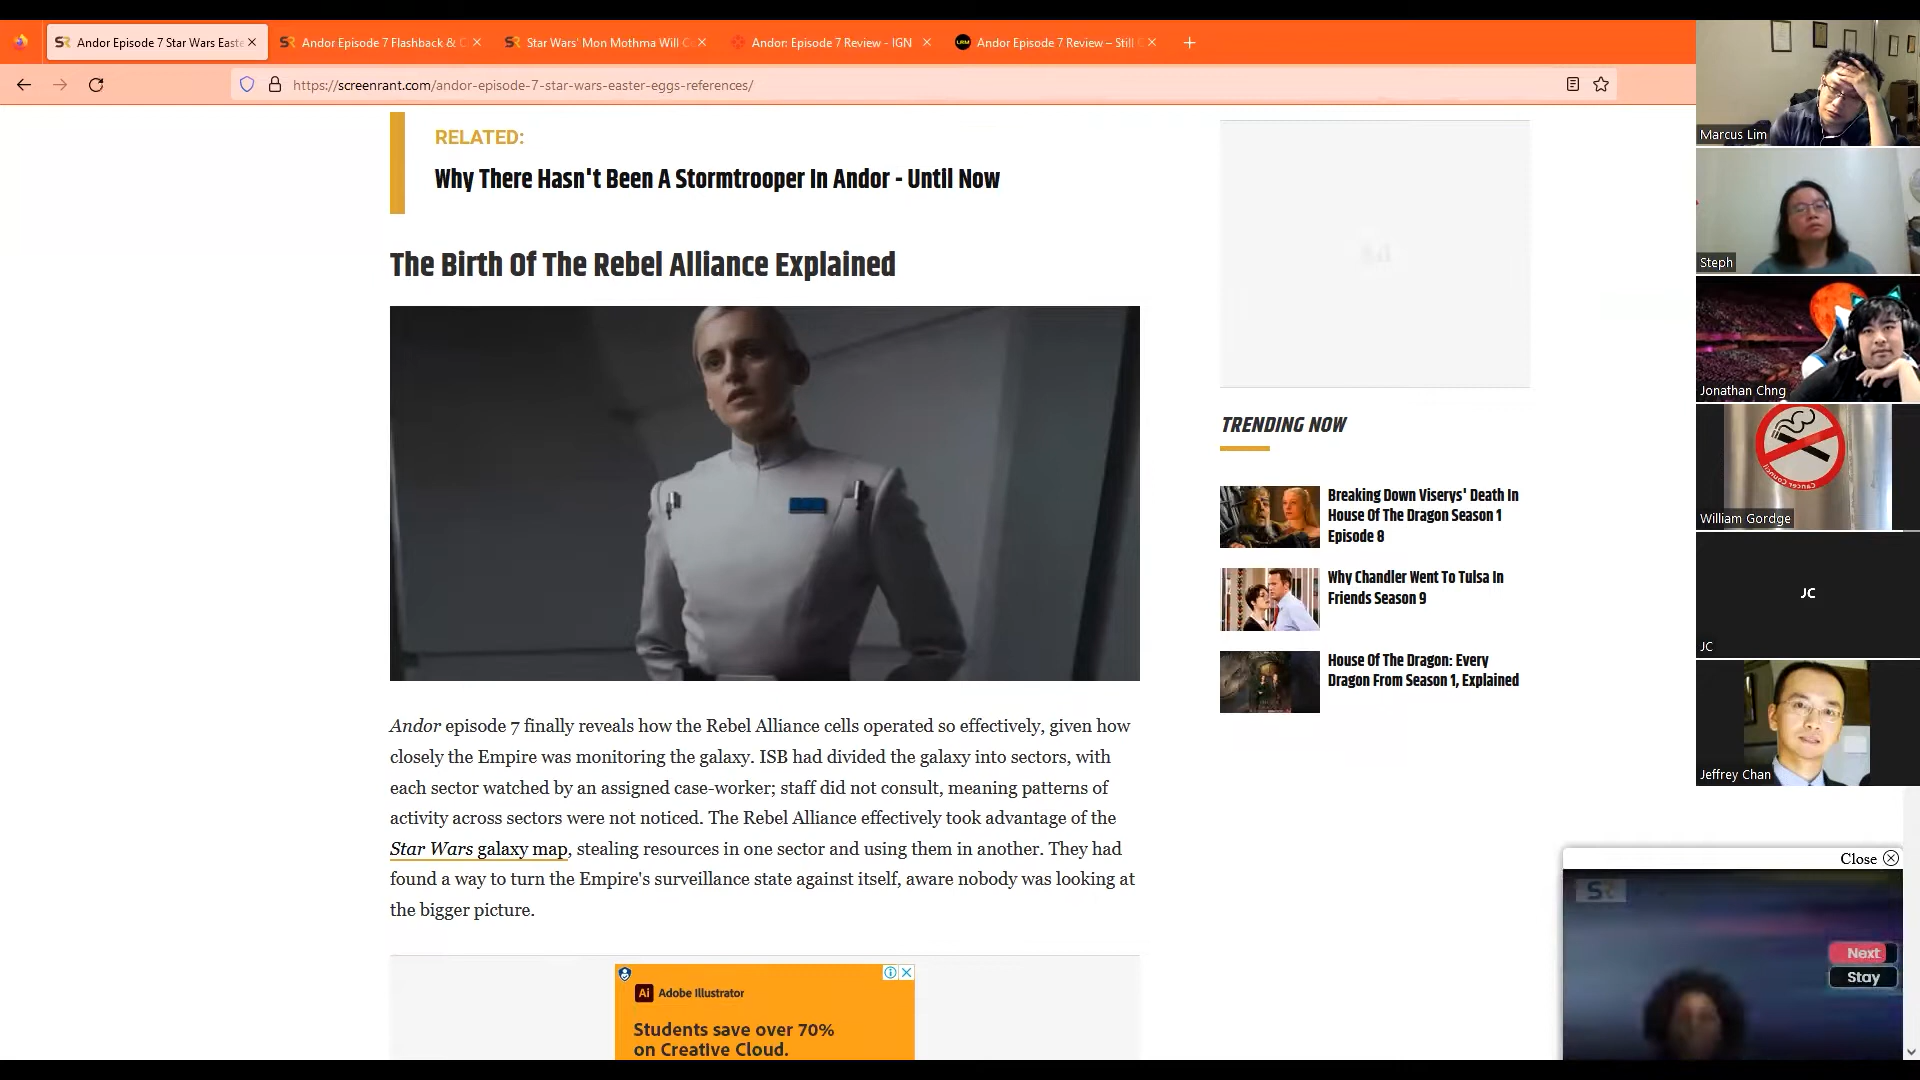 Andor Episode 7 Star Wars Easte
Andor Episode 7 Flashback & C
Star Wars' Mon Mothma Will C
Andor: Episode 7 Review - IGN
Andor Episode 7 Review – Still
https://screenrant.com/andor-episode-7-star-wars-easter-eggs-references/
RELATED:
Why There Hasn't Been A Stormtrooper In Andor - Until Now
The Birth Of The Rebel Alliance Explained
Andor episode 7 finally reveals how the Rebel Alliance cells operated so effectively, given how
closely the Empire was monitoring the galaxy. ISB had divided the galaxy into sectors, with
each sector watched by an assigned case-worker; staff did not consult, meaning patterns of
activity across sectors were not noticed. The Rebel Alliance effectively took advantage of the
Star Wars galaxy map, stealing resources in one sector and using them in another. They had
found a way to turn the Empire's surveillance state against itself, aware nobody was looking at
the bigger picture.
Ai Adobe Illustrator
Students save over 70%
on Creative Cloud.
Ad
TRENDING NOW
Breaking Down Viserys' Death In
House Of The Dragon Season 1
Episode 8
Why Chandler Went To Tulsa In
Friends Season 9
House Of The Dragon: Every
Dragon From Season 1, Explained
Marcus Lim
Steph
Jonathan Chng
Cancer Council
William Gordge
JC
JC
Jeffrey Chan
Close
SR
Next
Stay